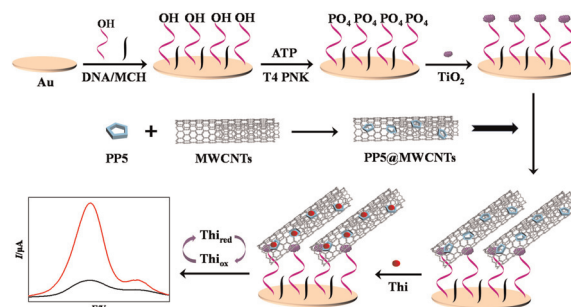 OH
OH OH OH OH
PO4 PO4 PO4 PO4
ATP
Au
DNA/MCH
T4 PNK
TiO2
+
PP5
MWCNTs
PP5@MWCNTs
I/μA
Thired
Thiox
Thi